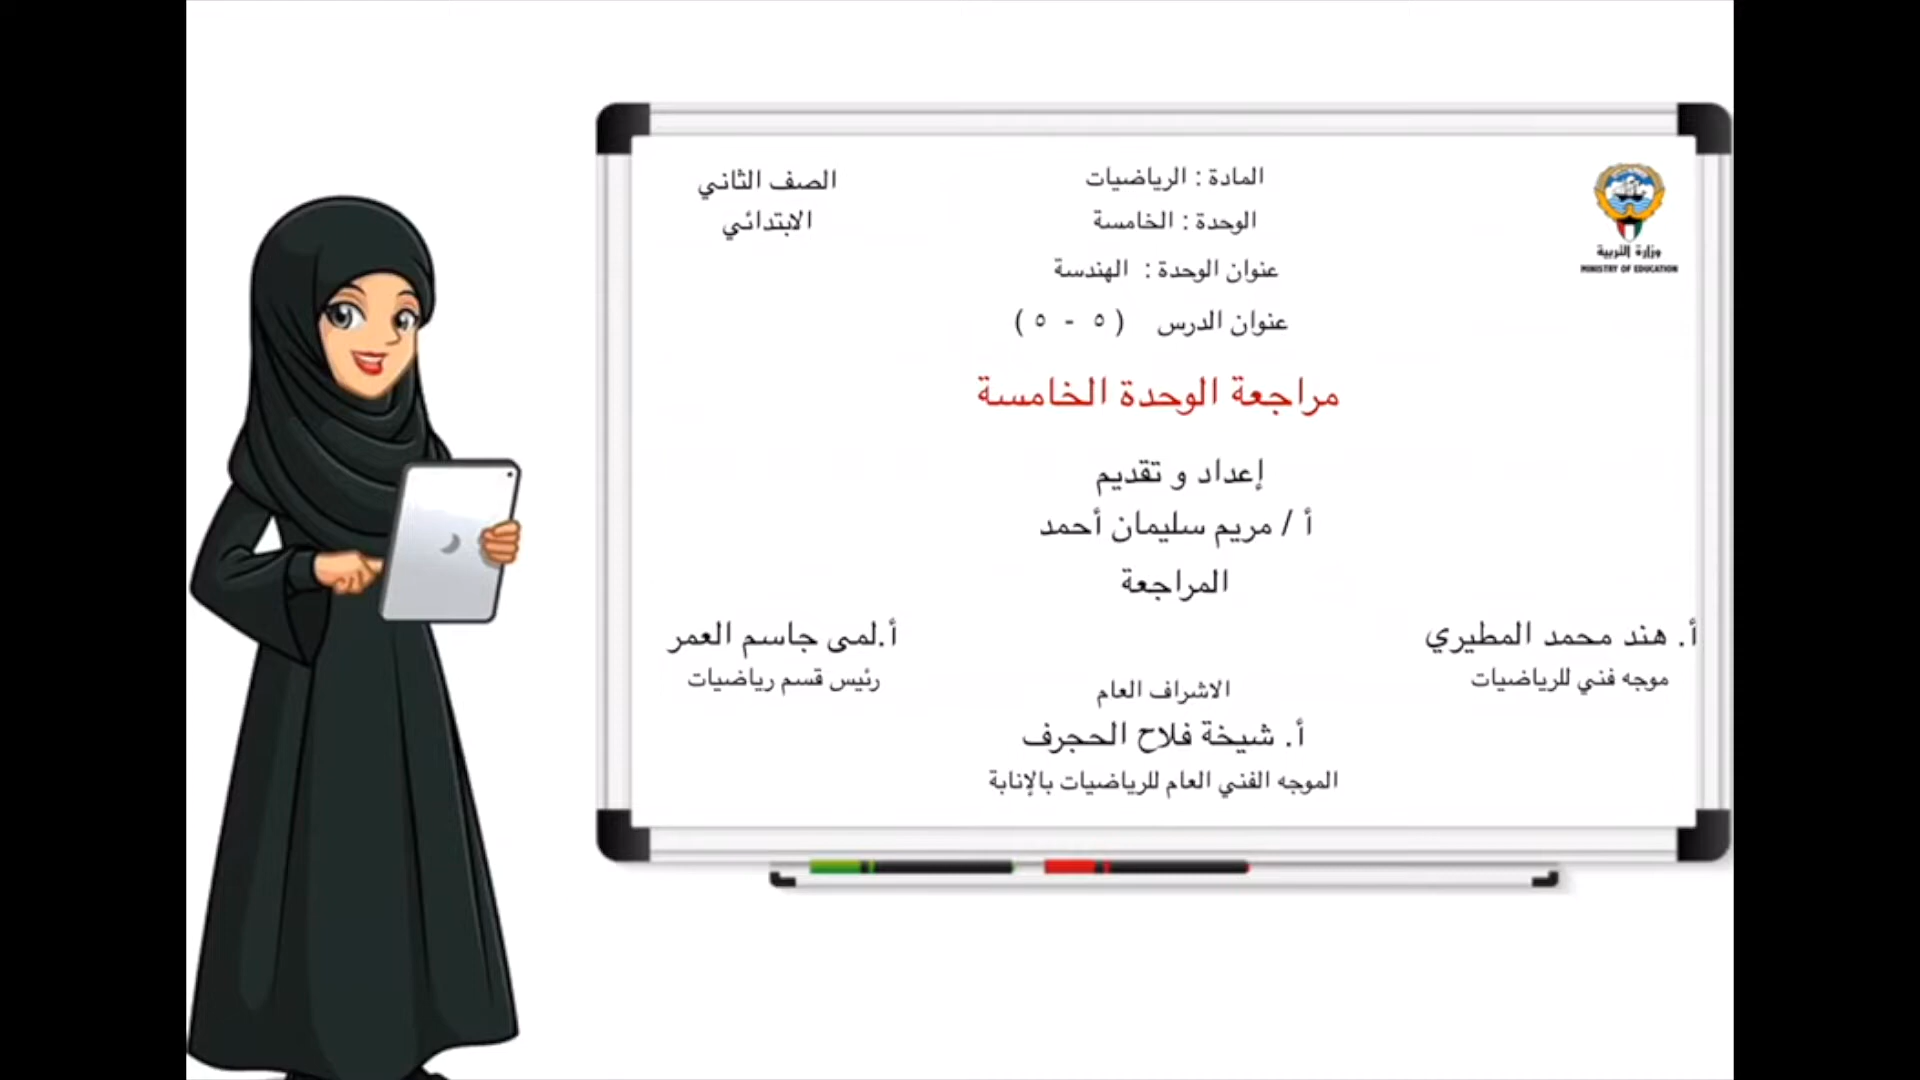 المادة : الرياضيات
الصف الثاني
الابتدائي
الوحدة : الخامسة
عنوان الوحدة : الهندسة
عنوان الدرس ( ٥ - ٥ )
وزارة التربية
MINISTRY OF EDUCATION
مراجعة الوحدة الخامسة
إعداد و تقديم
أ / مريم سليمان أحمد
المراجعة
أ. هند محمد المطيري
موجه فني للرياضيات
أ.لمى جاسم العمر
رئيس قسم رياضيات
الاشراف العام
أ. شيخة فلاح الحجرف
الموجه الفني العام للرياضيات بالإنابة